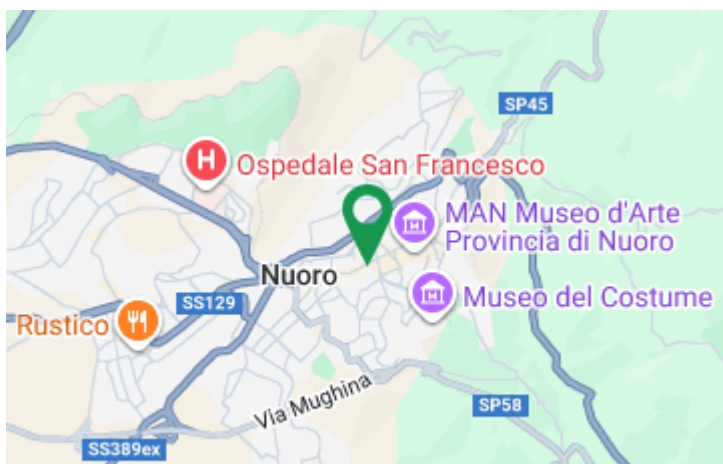 SP45
H
Ospedale San Francesco
MAN Museo d'Arte
Provincia di Nuoro
Nuoro
Museo del Costume
SS129
Rustico
Via Mughina
SP58
SS389ex